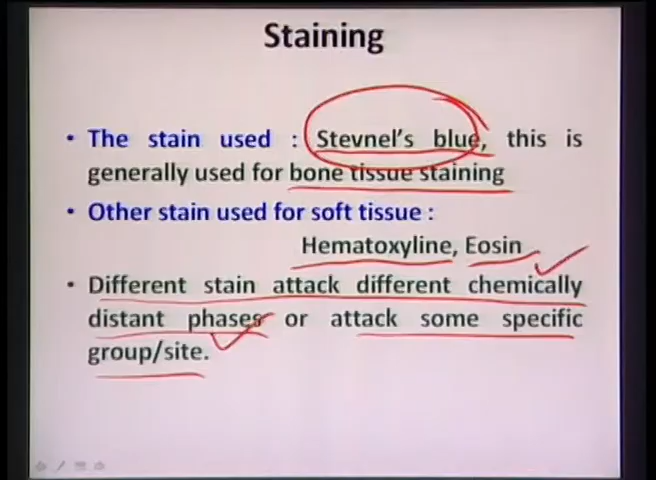 Staining
• The stain used : Stevnel's blue, this is
generally used for bone tissue staining
• Other stain used for soft tissue :
Hematoxyline, Eosin
• Different stain attack different chemically
distant phases or attack some specific
group/site.